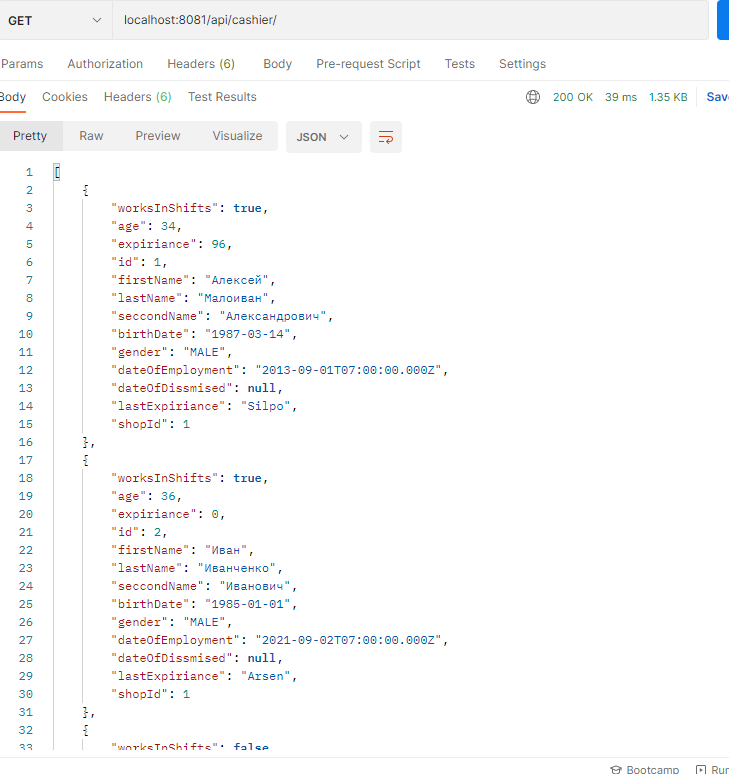 GET localhost:8081/api/cashier/
Params Authorization Headers (6) Body Pre-request Script Tests Settings
Body Cookies Headers (6) Test Results 200 OK 39 ms 1.35 KB Save
Pretty Raw Preview Visualize JSON
1 [
2 {
3 "worksInShifts": true,
4 "age": 34,
5 "expiriance": 96,
6 "id": 1,
7 "firstName": "Алексей",
8 "lastName": "Малоиван",
9 "seccondName": "Александрович",
10 "birthDate": "1987-03-14",
11 "gender": "MALE",
12 "dateOfEmployment": "2013-09-01T07:00:00.000Z",
13 "dateOfDissmised": null,
14 "lastExpiriance": "Silpo",
15 "shopId": 1
16 },
17 {
18 "worksInShifts": true,
19 "age": 36,
20 "expiriance": 0,
21 "id": 2,
22 "firstName": "Иван",
23 "lastName": "Иванченко",
24 "seccondName": "Иванович",
25 "birthDate": "1985-01-01",
26 "gender": "MALE",
27 "dateOfEmployment": "2021-09-02T07:00:00.000Z",
28 "dateOfDissmised": null,
29 "lastExpiriance": "Arsen",
30 "shopId": 1
31 },
32 {
33 "worksInShifts": false
Bootcamp Run